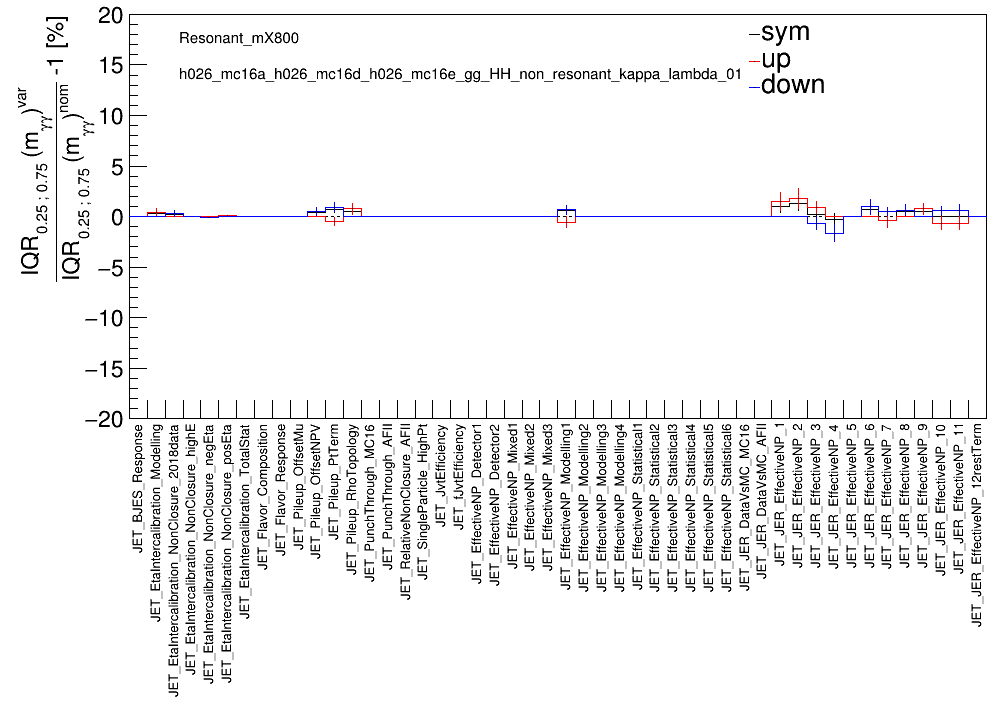 IQR0.25 ; 0.75 (mγγ)var
IQR0.25 ; 0.75 (mγγ)nom -1 [%]
Resonant_mX800
h026_mc16a_h026_mc16d_h026_mc16e_gg_HH_non_resonant_kappa_lambda_01
sym
up
down
20
15
10
5
0
−5
−10
−15
−20
JET_BJES_Response
JET_EtaIntercalibration_Modelling
JET_EtaIntercalibration_NonClosure_2018data
JET_EtaIntercalibration_NonClosure_highE
JET_EtaIntercalibration_NonClosure_negEta
JET_EtaIntercalibration_NonClosure_posEta
JET_EtaIntercalibration_TotalStat
JET_Flavor_Composition
JET_Flavor_Response
JET_Pileup_OffsetMu
JET_Pileup_OffsetNPV
JET_Pileup_PtTerm
JET_Pileup_RhoTopology
JET_PunchThrough_MC16
JET_PunchThrough_AFII
JET_RelativeNonClosure_AFII
JET_SingleParticle_HighPt
JET_JvtEfficiency
JET_fJvtEfficiency
JET_EffectiveNP_Detector1
JET_EffectiveNP_Detector2
JET_EffectiveNP_Mixed1
JET_EffectiveNP_Mixed2
JET_EffectiveNP_Mixed3
JET_EffectiveNP_Modelling1
JET_EffectiveNP_Modelling2
JET_EffectiveNP_Modelling3
JET_EffectiveNP_Modelling4
JET_EffectiveNP_Statistical1
JET_EffectiveNP_Statistical2
JET_EffectiveNP_Statistical3
JET_EffectiveNP_Statistical4
JET_EffectiveNP_Statistical5
JET_EffectiveNP_Statistical6
JET_JER_DataVsMC_MC16
JET_JER_DataVsMC_AFII
JET_JER_EffectiveNP_1
JET_JER_EffectiveNP_2
JET_JER_EffectiveNP_3
JET_JER_EffectiveNP_4
JET_JER_EffectiveNP_5
JET_JER_EffectiveNP_6
JET_JER_EffectiveNP_7
JET_JER_EffectiveNP_8
JET_JER_EffectiveNP_9
JET_JER_EffectiveNP_10
JET_JER_EffectiveNP_11
JET_JER_EffectiveNP_12restTerm